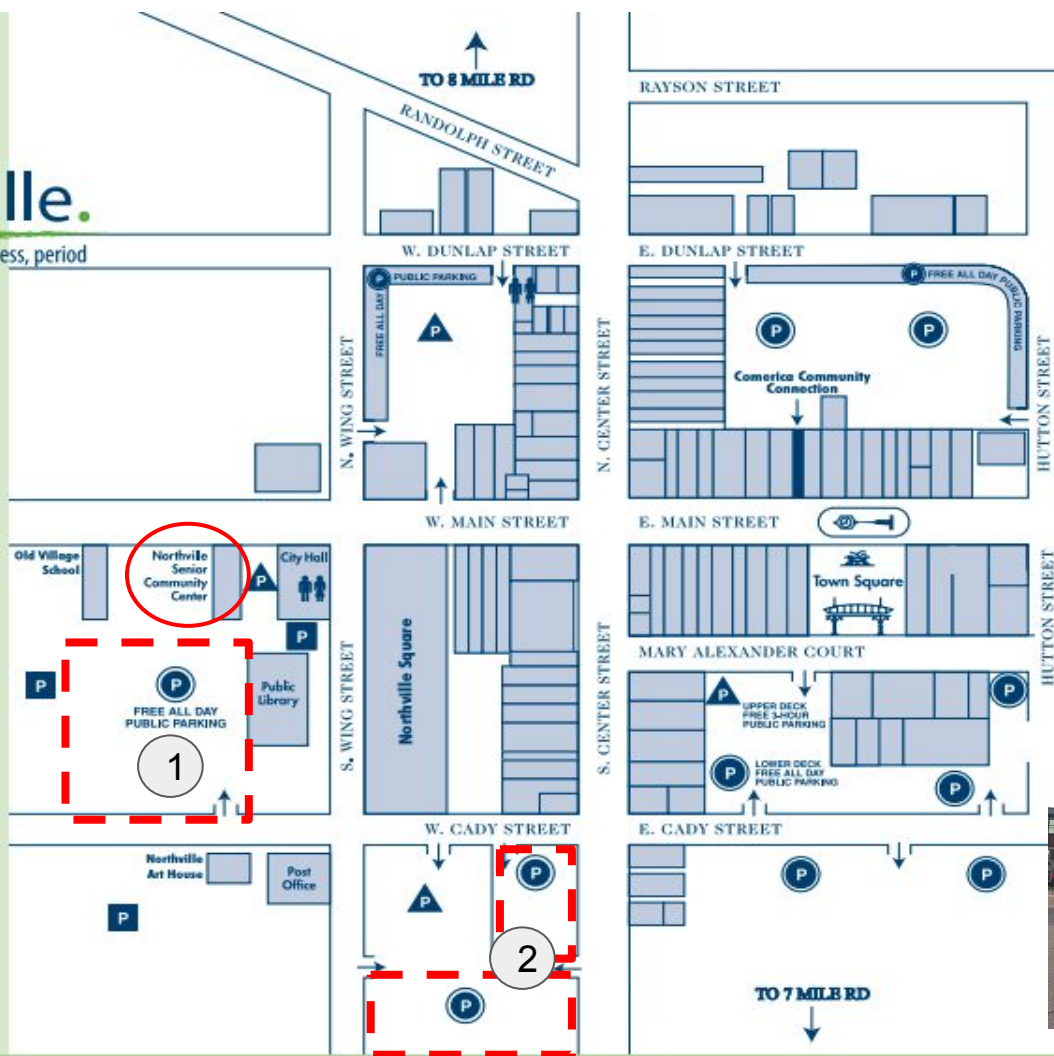 TO 8 MILE RD
RAYSON STREET
RANDOLPH STREET
lle.
ess, period
W. DUNLAP STREET
E. DUNLAP STREET
P PUBLIC PARKING
FREE ALL DAY
P
P FREE ALL DAY PUBLIC PARKING
P
P
N. WING STREET
N. CENTER STREET
HUTTON STREET
Comerica Community
Connection
W. MAIN STREET
E. MAIN STREET
Old Village
School
Northville
Senior
Community
Center
P
City Hall
P
Town Square
HUTTON STREET
MARY ALEXANDER COURT
P
P
FREE ALL DAY
PUBLIC PARKING
1
Public
Library
S. WING STREET
Northville Square
S. CENTER STREET
P
UPPER DECK
FREE 3-HOUR
PUBLIC PARKING
P
P
LOWER DECK
FREE ALL DAY
PUBLIC PARKING
P
W. CADY STREET
E. CADY STREET
Northville
Art House
Post
Office
P
P
P
P
P
2
P
TO 7 MILE RD